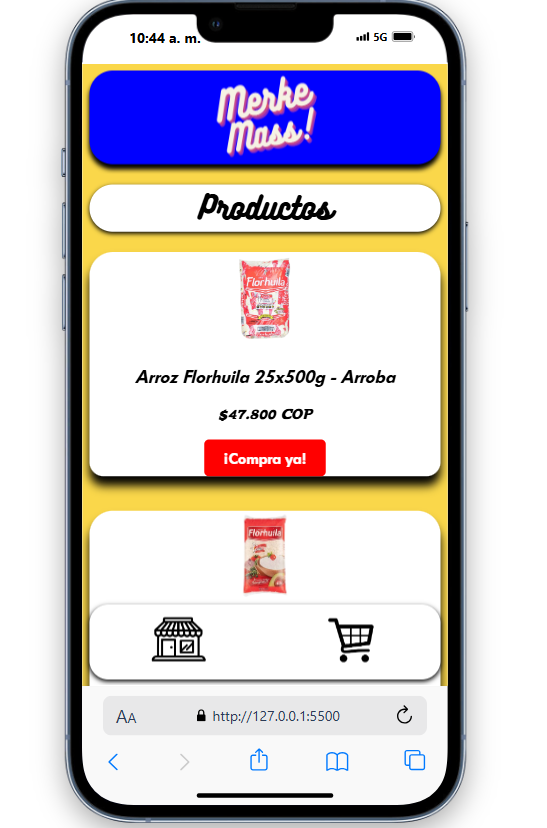 10:44 a. m.
5G
Merke
Mass!
Productos
Florhuila
Arroz Florhuila 25x500g - Arroba
$47.800 COP
¡Compra ya!
Florhuila
AA
http://127.0.0.1:5500